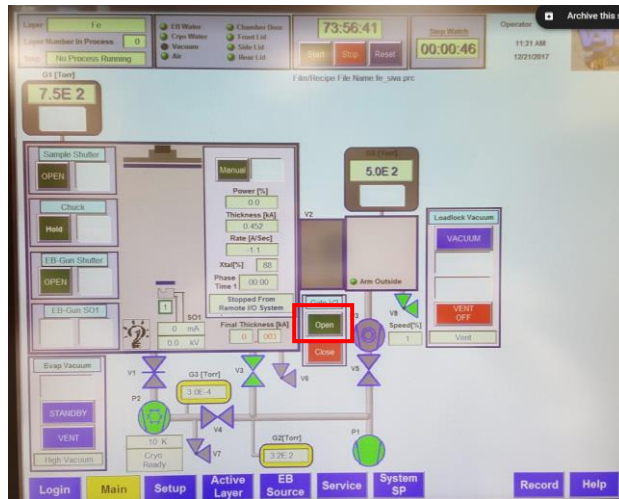 Archive this s
Layer
Fe
Layer Number In Process
0
No Process Running
EB Water
Cryo Water
Vacuum
Air
Chamber Door
Front Lid
Side Lid
Rear Lid
73:56:41
Start
Stop
Reset
Stop Watch
00:00:46
Operator
11:21 AM
12/21/2017
Film/Recipe File Name:fe_siva.prc
G1 [Torr]
7.5E 2
Sample Shutter
OPEN
Chuck
Hold
EB-Gun Shutter
OPEN
EB-Gun SO1
Manual
Power [%]
0.0
Thickness [kA]
0.452
Rate [A/Sec]
-1.1
Xtal[%]
88
Phase
Time 1
00:00
Stopped From
Remote I/O System
Final Thickness [kA]
0
003
1
SO1
0
mA
0.0
kV
5.0E 2
V2
Arm Outside
Open
Close
V8
Speed[%]
1
Loadlock Vacuum
VACUUM
VENT
OFF
Vent
Evap Vacuum
STANDBY
VENT
High Vacuum
V1
P2
10 K
Cryo
Ready
G3 [Torr]
3.0E-4
V4
V7
V3
V6
V5
G2[Torr]
3.2E 2
P1
Login
Main
Setup
Active
Layer
EB
Source
Service
System
SP
Record
Help